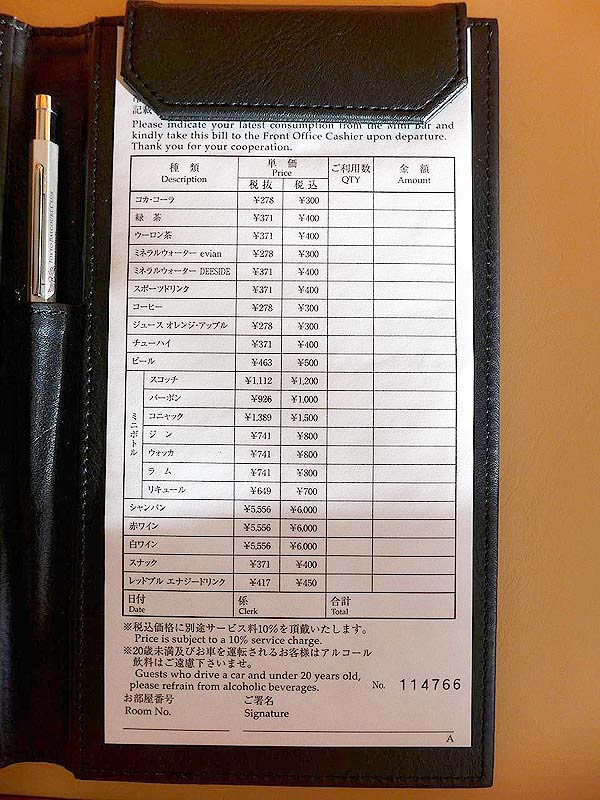 記載
Please indicate your latest consumption from the Mini Bar and
kindly take this bill to the Front Office Cashier upon departure.
Thank you for your cooperation.
種類 単価 ご利用数 金額
Description Price QTY Amount
税抜 税込
コカ・コーラ ¥278 ¥300
緑茶 ¥371 ¥400
ウーロン茶 ¥371 ¥400
ミネラルウォーター evian ¥278 ¥300
ミネラルウォーター DEESIDE ¥371 ¥400
スポーツドリンク ¥371 ¥400
コーヒー ¥278 ¥300
ジュース オレンジ・アップル ¥278 ¥300
チューハイ ¥371 ¥400
ビール ¥463 ¥500
ミニボトル
スコッチ ¥1,112 ¥1,200
バーボン ¥926 ¥1,000
コニャック ¥1,389 ¥1,500
ジン ¥741 ¥800
ウォッカ ¥741 ¥800
ラム ¥741 ¥800
リキュール ¥649 ¥700
シャンパン ¥5,556 ¥6,000
赤ワイン ¥5,556 ¥6,000
白ワイン ¥5,556 ¥6,000
スナック ¥371 ¥400
レッドブル エナジードリンク ¥417 ¥450
日付 係 合計
Date Clerk Total
※税込価格に別途サービス料10%を頂戴いたします。
Price is subject to a 10% service charge.
※20歳未満及びお車を運転されるお客様はアルコール
飲料はご遠慮下さいませ。
Guests who drive a car and under 20 years old,
please refrain from alcoholic beverages.
No. 114766
お部屋番号 ご署名
Room No. Signature
A